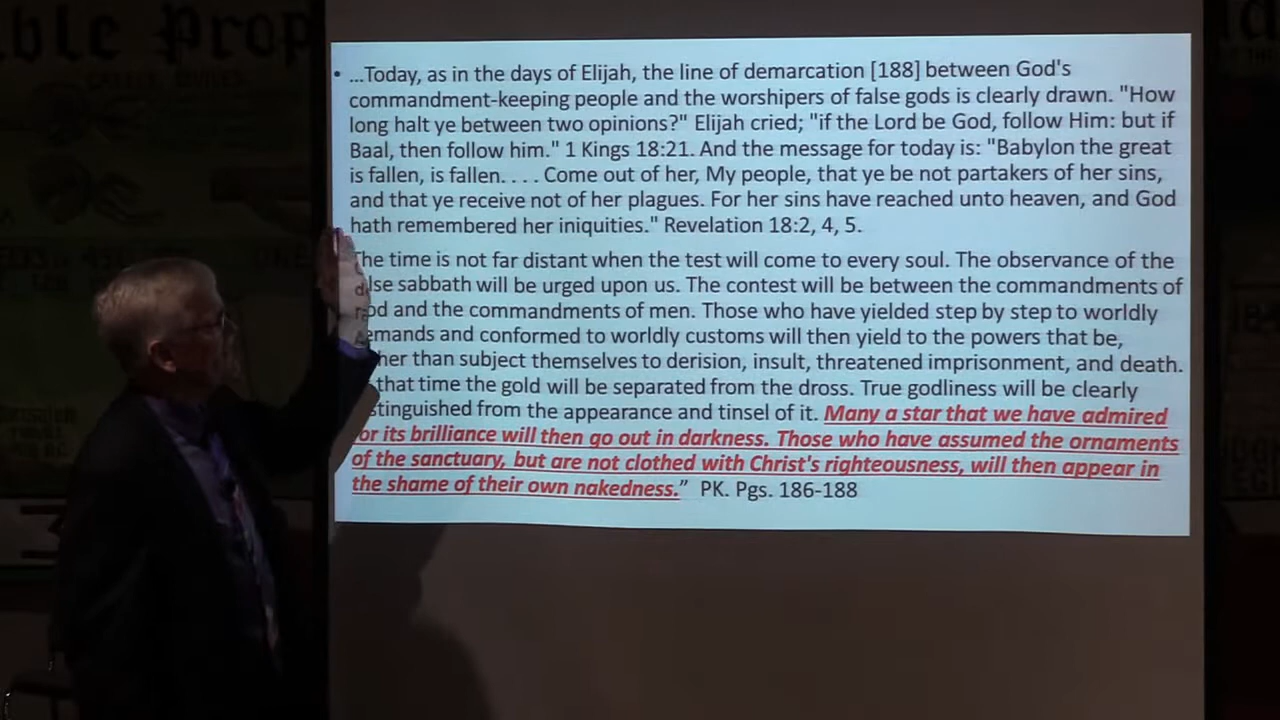 ble Prop
• ...Today, as in the days of Elijah, the line of demarcation [188] between God's
commandment-keeping people and the worshipers of false gods is clearly drawn. "How
long halt ye between two opinions?" Elijah cried; "if the Lord be God, follow Him: but if
Baal, then follow him." 1 Kings 18:21. And the message for today is: "Babylon the great
is fallen, is fallen. . . . Come out of her, My people, that ye be not partakers of her sins,
and that ye receive not of her plagues. For her sins have reached unto heaven, and God
hath remembered her iniquities." Revelation 18:2, 4, 5.
The time is not far distant when the test will come to every soul. The observance of the
sabbath will be urged upon us. The contest will be between the commandments of
and the commandments of men. Those who have yielded step by step to worldly
and conformed to worldly customs will then yield to the powers that be,
than subject themselves to derision, insult, threatened imprisonment, and death.
that time the gold will be separated from the dross. True godliness will be clearly
from the appearance and tinsel of it. Many a star that we have admired
for its brilliance will then go out in darkness. Those who have assumed the ornaments
of the sanctuary, but are not clothed with Christ's righteousness, will then appear in
the shame of their own nakedness.” PK. Pgs. 186-188